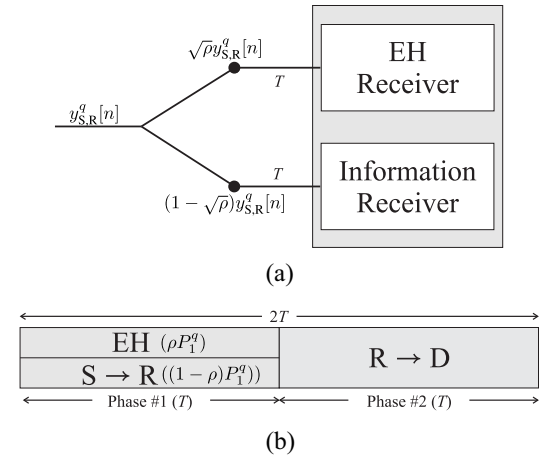 √ρy^q_{S,R}[n]
EH
Receiver
T
y^q_{S,R}[n]
T
Information
Receiver
(1 − √ρ)y^q_{S,R}[n]
(a)
2T
EH (ρP^q_1)
S → R ((1 − ρ)P^q_1))
R → D
Phase #1 (T) Phase #2 (T)
(b)